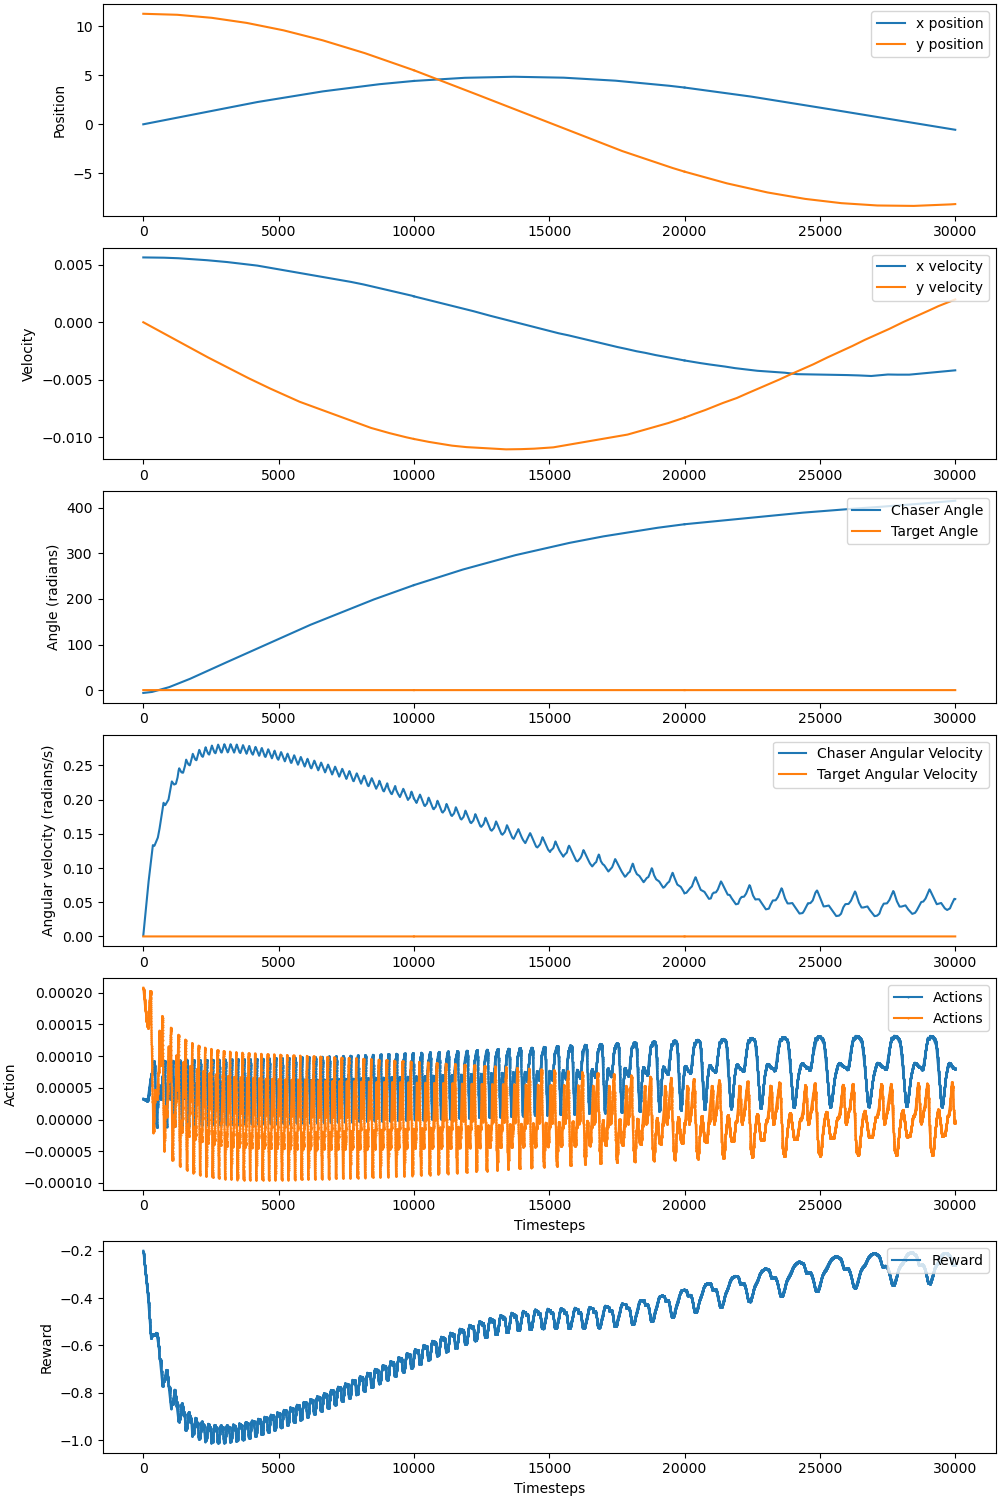 x position
y position
10
5
0
−5
Position
0 5000 10000 15000 20000 25000 30000
x velocity
y velocity
0.005
0.000
−0.005
−0.010
Velocity
0 5000 10000 15000 20000 25000 30000
Chaser Angle
Target Angle
400
300
200
100
0
Angle (radians)
0 5000 10000 15000 20000 25000 30000
Chaser Angular Velocity
Target Angular Velocity
0.25
0.20
0.15
0.10
0.05
0.00
Angular velocity (radians/s)
0 5000 10000 15000 20000 25000 30000
Actions
Actions
0.00020
0.00015
0.00010
0.00005
0.00000
−0.00005
−0.00010
Action
0 5000 10000 15000 20000 25000 30000
Timesteps
Reward
−0.2
−0.4
−0.6
−0.8
−1.0
Reward
0 5000 10000 15000 20000 25000 30000
Timesteps